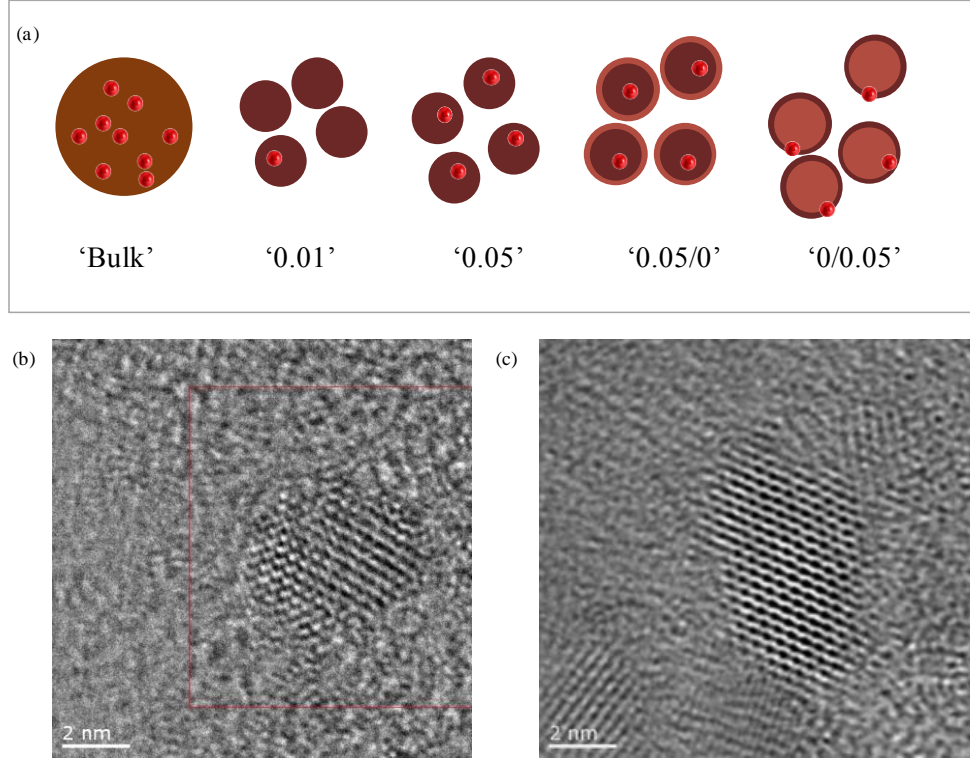 (a)
‘Bulk’ ‘0.01’ ‘0.05’ ‘0.05/0’ ‘0/0.05’
(b) (c)
2 nm 2 nm